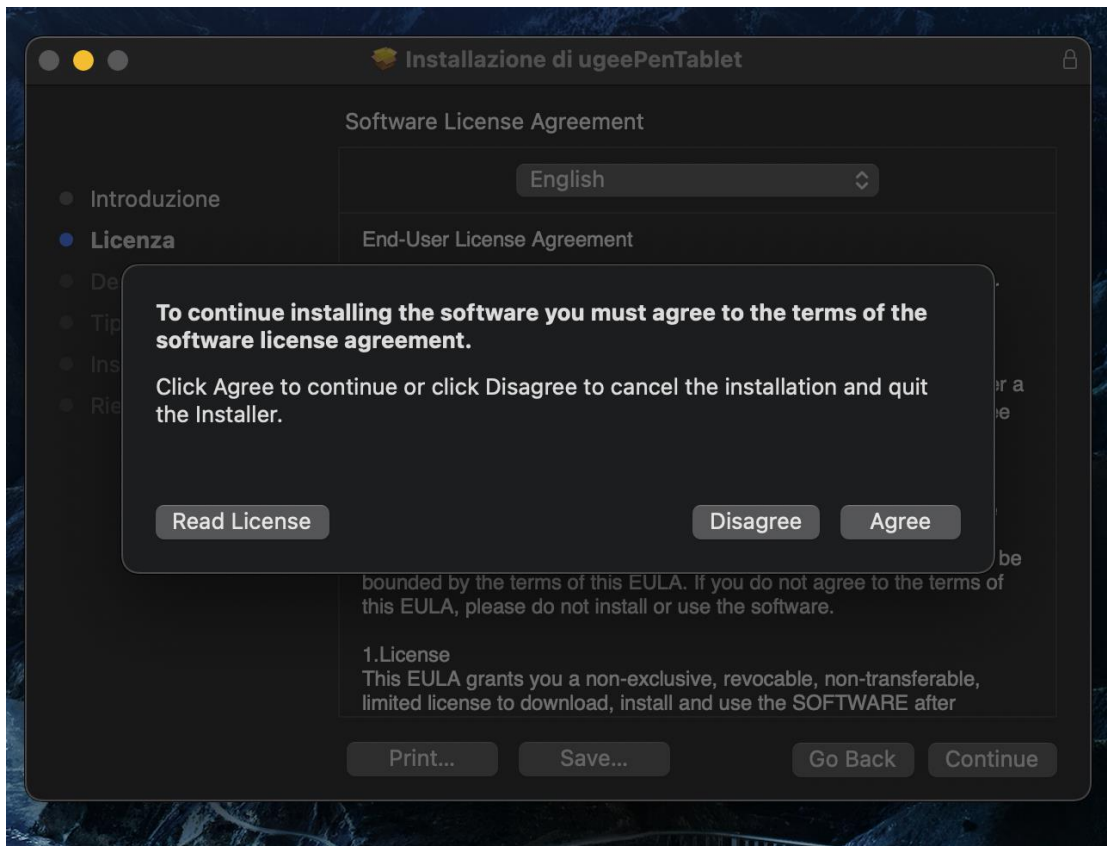 Installazione di ugeePenTablet
Software License Agreement
English
Introduzione
Licenza
End-User License Agreement
To continue installing the software you must agree to the terms of the
software license agreement.
Click Agree to continue or click Disagree to cancel the installation and quit
the Installer.
Read License
Disagree
Agree
be
bounded by the terms of this EULA. If you do not agree to the terms of
this EULA, please do not install or use the software.
1.License
This EULA grants you a non-exclusive, revocable, non-transferable,
limited license to download, install and use the SOFTWARE after
Print...
Save...
Go Back
Continue